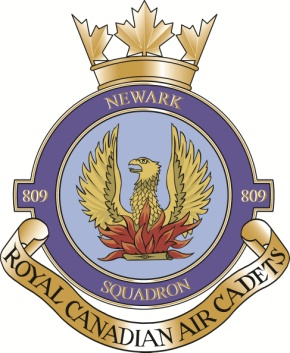 NEWARK
809 809
SQUADRON
ROYAL CANADIAN AIR CADETS